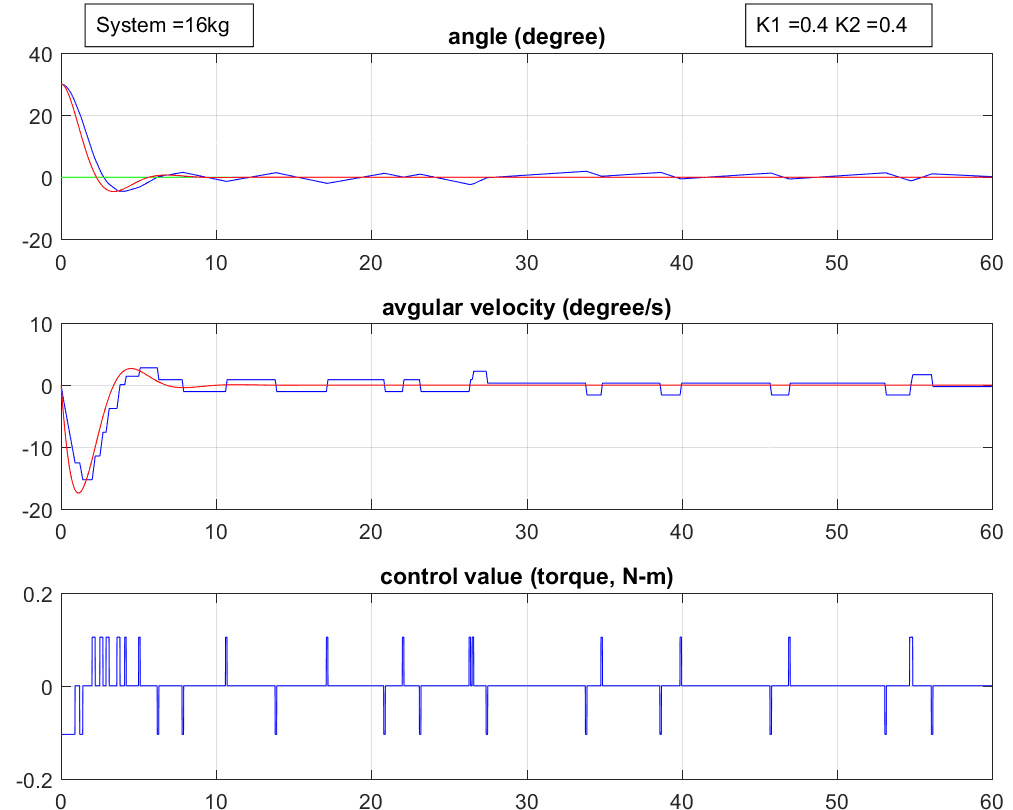 System =16kg
K1 =0.4 K2 =0.4
angle (degree)
40
20
0
-20
0 10 20 30 40 50 60
avgular velocity (degree/s)
10
0
-10
-20
0 10 20 30 40 50 60
control value (torque, N-m)
0.2
0
-0.2
0 10 20 30 40 50 60